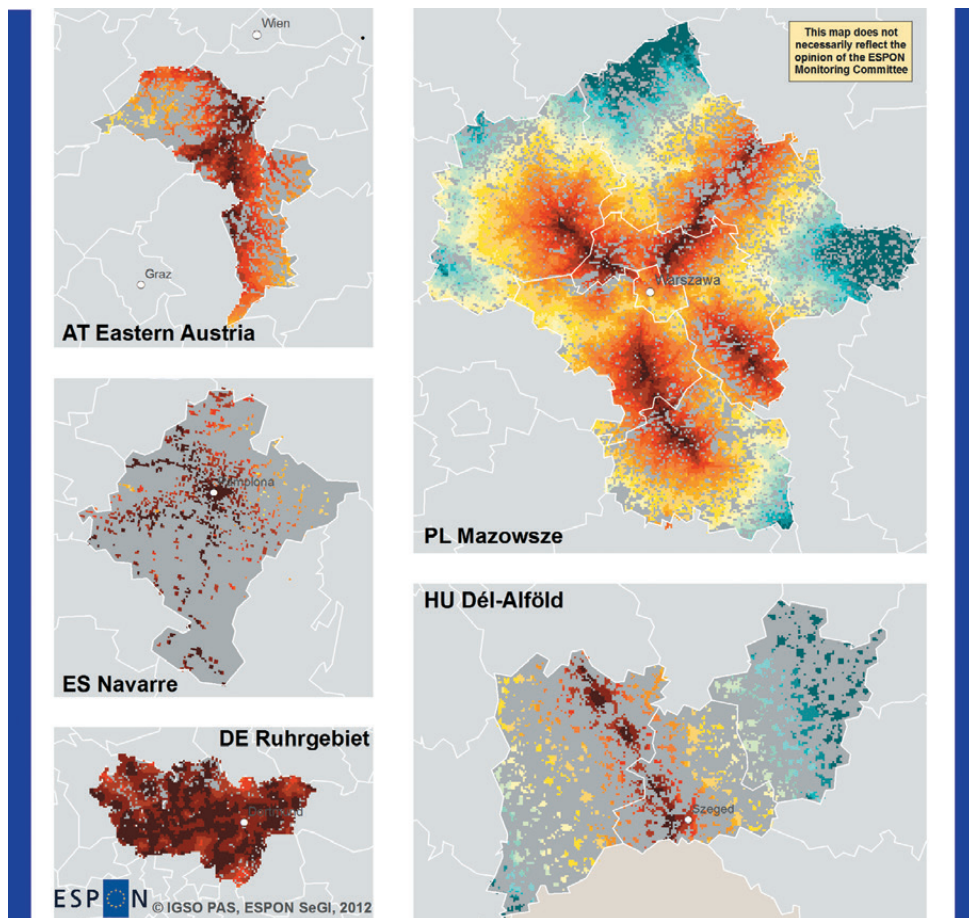 Wien
Graz
AT Eastern Austria
This map does not
necessarily reflect the
opinion of the ESPON
Monitoring Committee
Warszawa
PL Mazowsze
Pamplona
ES Navarre
HU Dél-Alföld
Szeged
DE Ruhrgebiet
ESPON
© IGSO PAS, ESPON SeGI, 2012